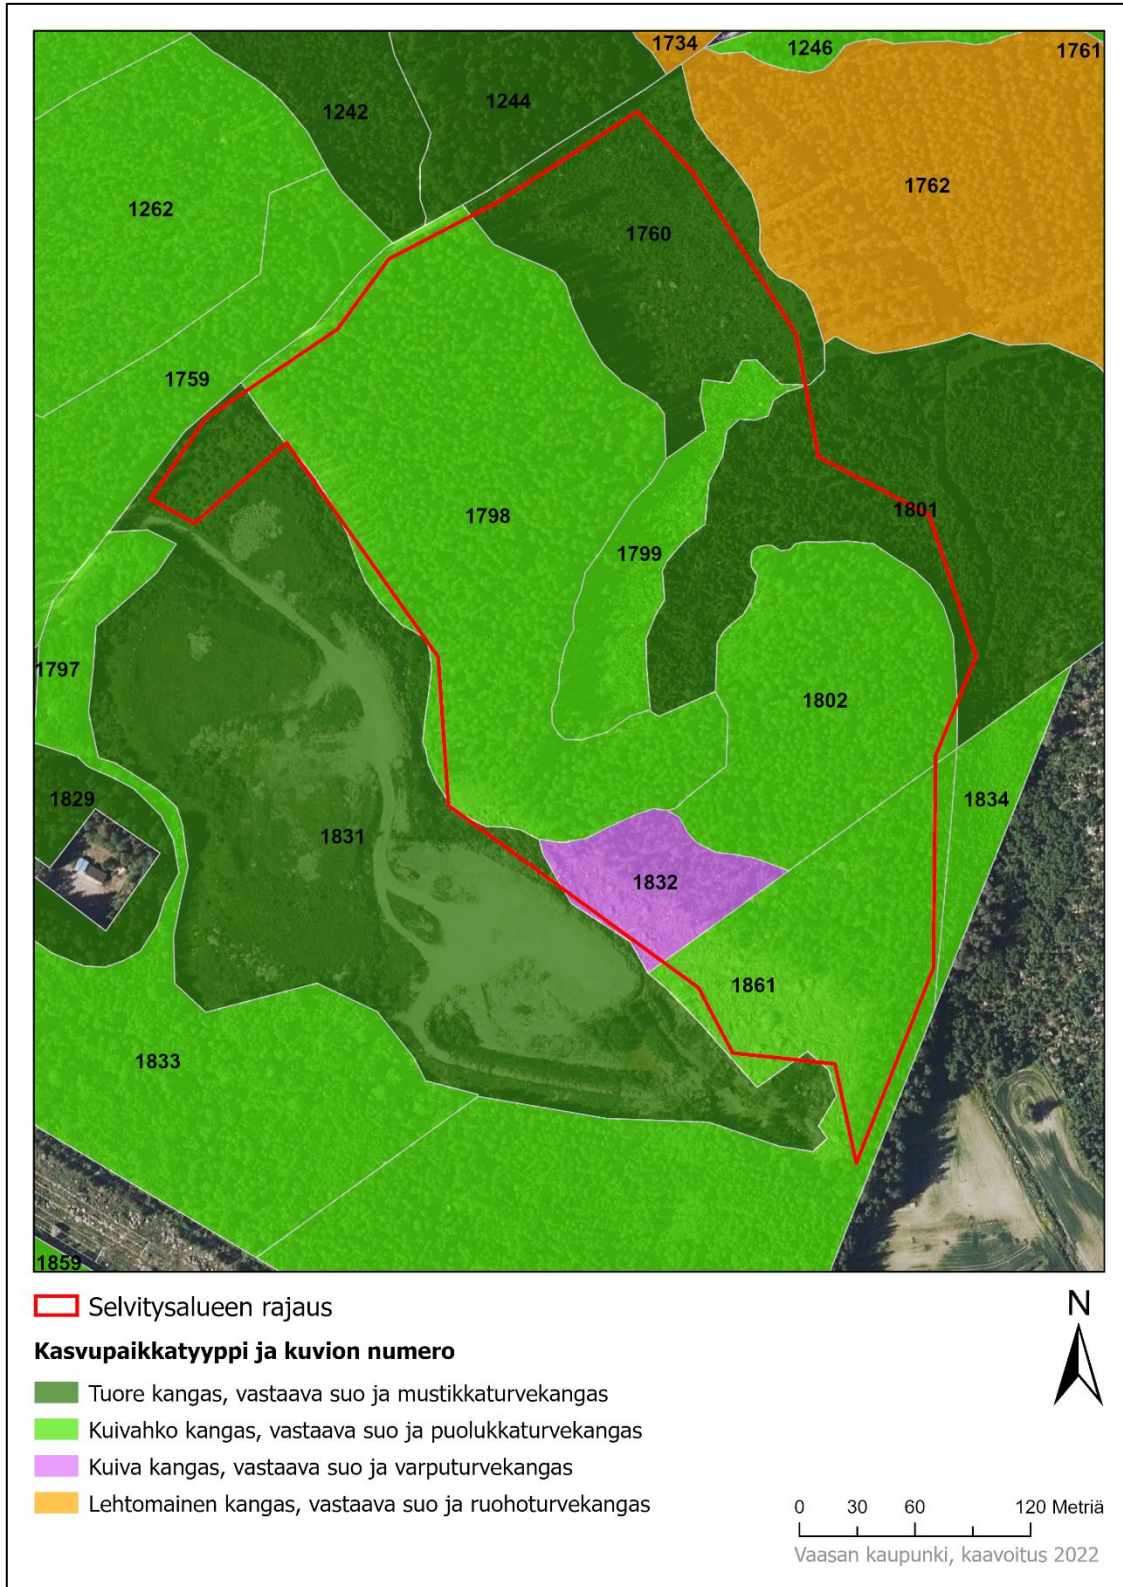 1734
1246
1761
1242
1244
1262
1762
1760
1759
1798
1799
1801
1797
1802
1829
1834
1831
1832
1861
1833
1859
Selvitysalueen rajaus
N
Kasvupaikkatyyppi ja kuvion numero
Tuore kangas, vastaava suo ja mustikkaturvekangas
Kuivahko kangas, vastaava suo ja puolukkaturvekangas
Kuiva kangas, vastaava suo ja varputurvekangas
Lehtomainen kangas, vastaava suo ja ruohoturvekangas
0 30 60 120 Metriä
Vaasan kaupunki, kaavoitus 2022